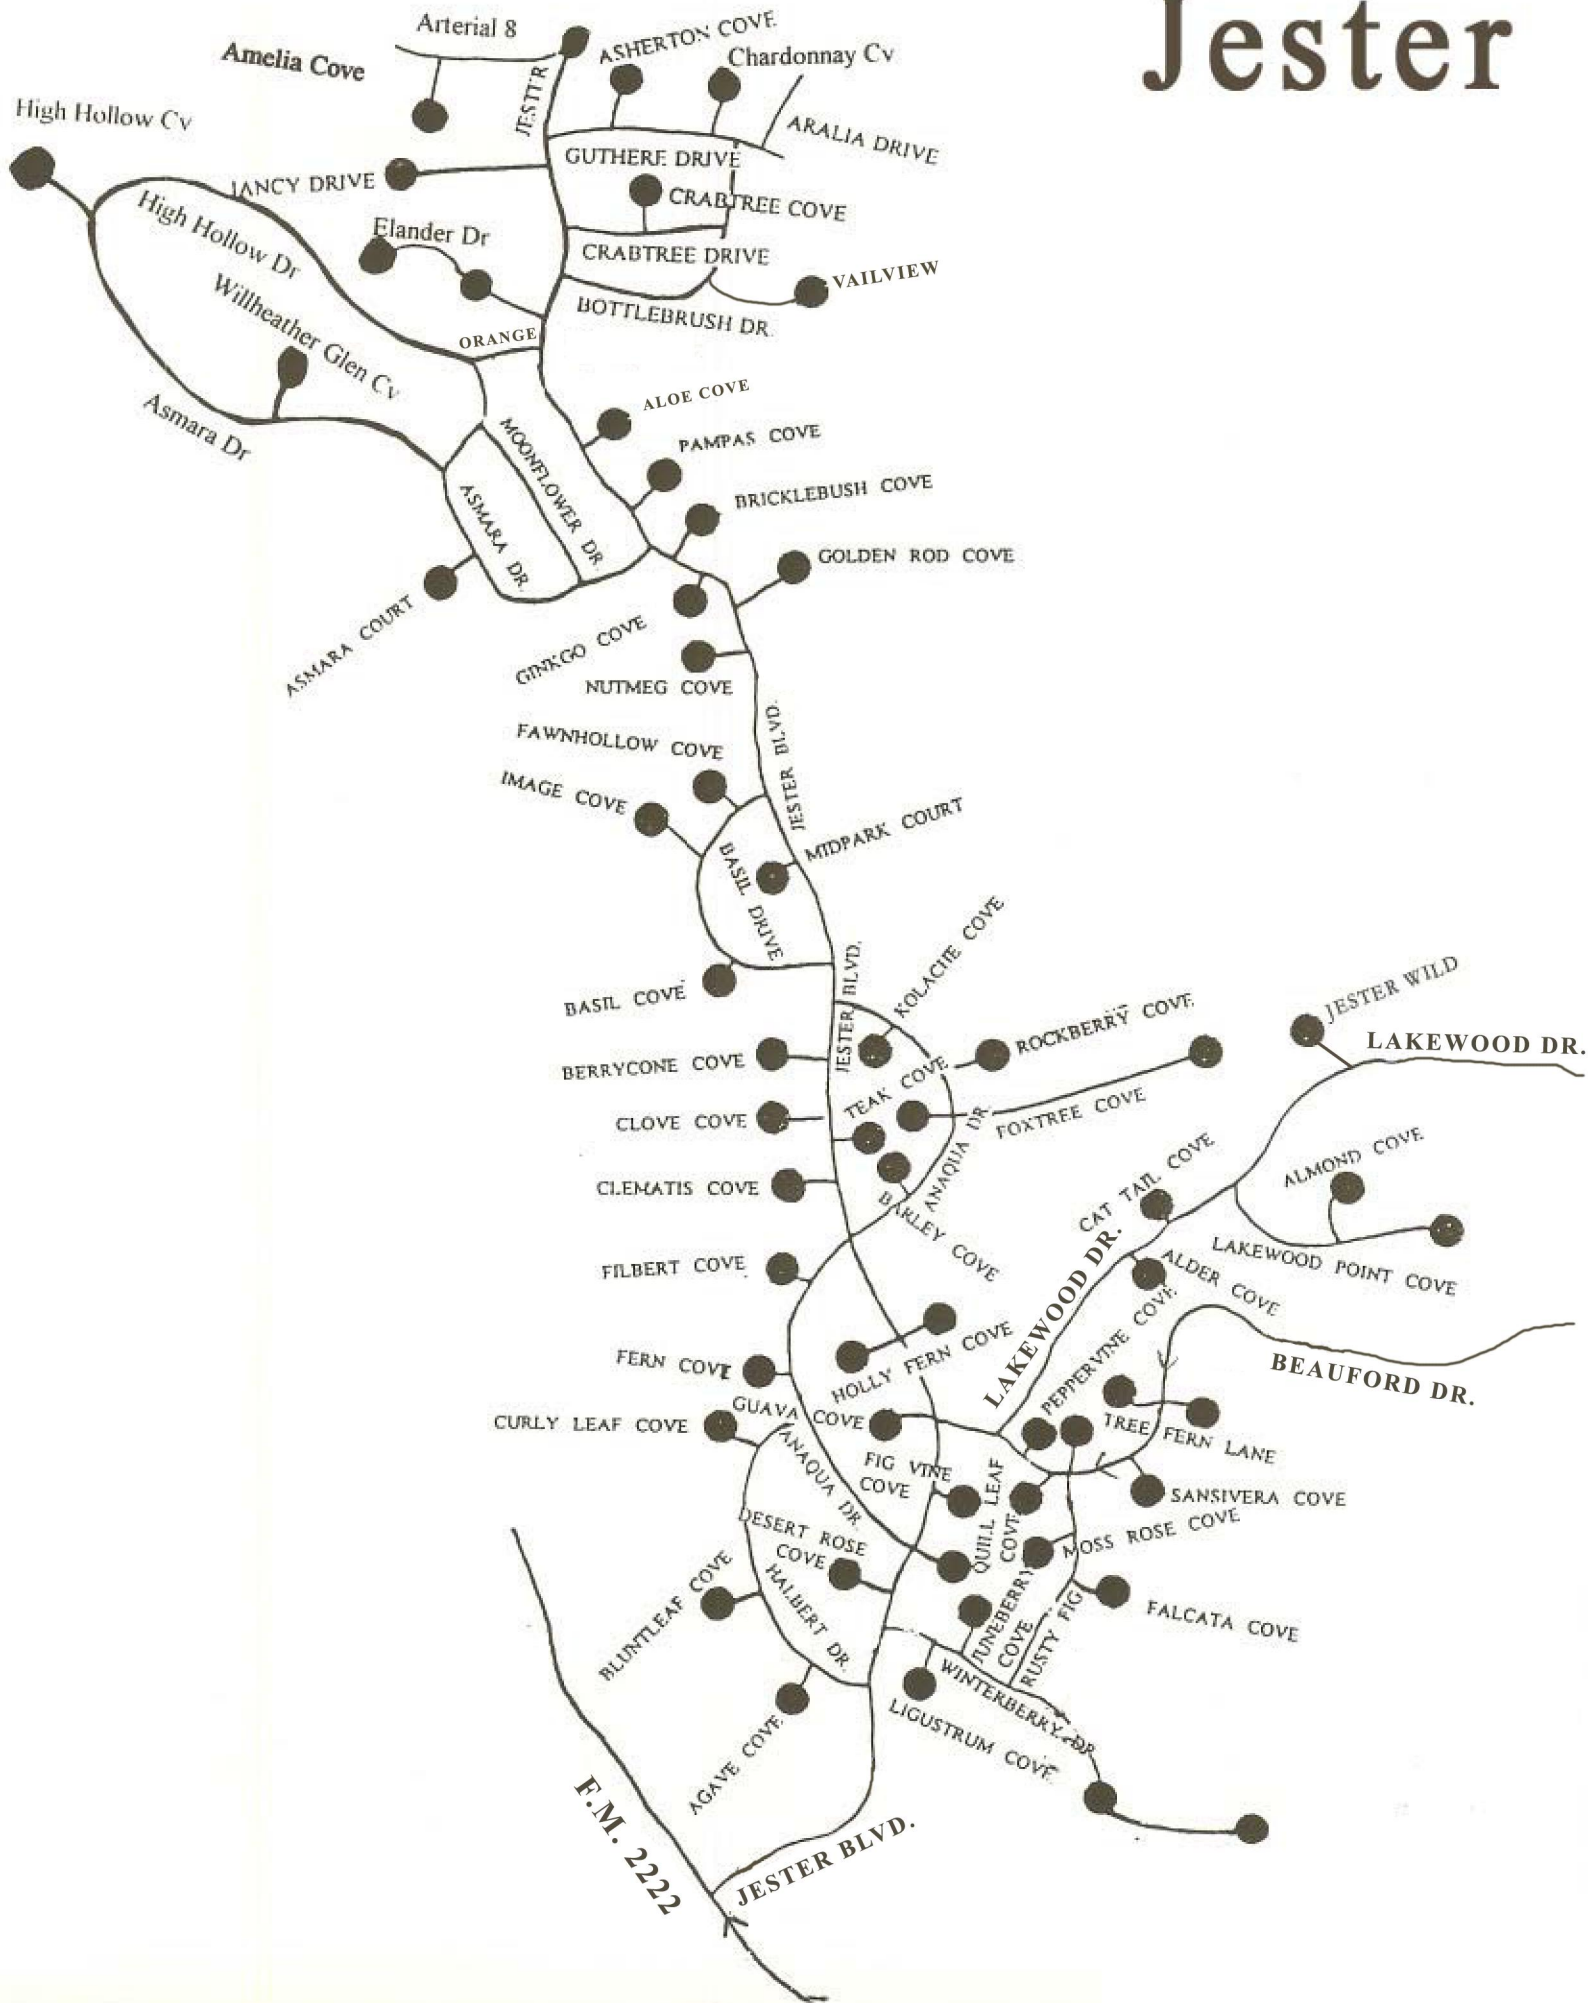 Jester
Arterial 8
ASHERTON COVE
Chardonnay Cv
Amelia Cove
High Hollow Cv
ARALIA DRIVE
GUTHERE DRIVE
CRABTREE COVE
High Hollow Dr
Elander Dr
CRABTREE DRIVE
VAILVIEW
BOTTLEBRUSH DR.
ORANGE
Willheather Glen Cv
Asmara Dr
ALOE COVE
PAMPAS COVE
MOONFLOWER DR.
BRICKLEBUSH COVE
ASMARA DR.
GOLDEN ROD COVE
ASMARA COURT
GINKGO COVE
NUTMEG COVE
JESTER BLVD.
FAWNHOLLOW COVE
IMAGE COVE
MIDPARK COURT
BASIL DRIVE
BASIL COVE
JESTER BLVD.
KOLACHE COVE
ROCKBERRY COVE
JESTER WILD
LAKEWOOD DR.
BERRYCONE COVE
TEAK COVE
FOXTREE COVE
CLOVE COVE
ANAQUA DR.
CLEMATIS COVE
BARLEY COVE
CAT TAIL COVE
ALMOND COVE
LAKEWOOD POINT COVE
FILBERT COVE
ALDER COVE
LAKEWOOD DR.
PEPPERVINE COVE
HOLLY FERN COVE
FERN COVE
BEAUFORD DR.
CURLY LEAF COVE
GUAVA COVE
TREE FERN LANE
ANAQUA DR.
FIG VINE
COVE
QUILL LEAF
COVE
SANSIVERA COVE
MOSS ROSE COVE
DESERT ROSE
COVE
BLUNTLEAF COVE
HALBERT DR.
JUNEBERRY
COVE
RUSTY FIG
FALCATA COVE
WINTERBERRY DR
LIGUSTRUM COVE
AGAVE COVE
F.M. 2222
JESTER BLVD.